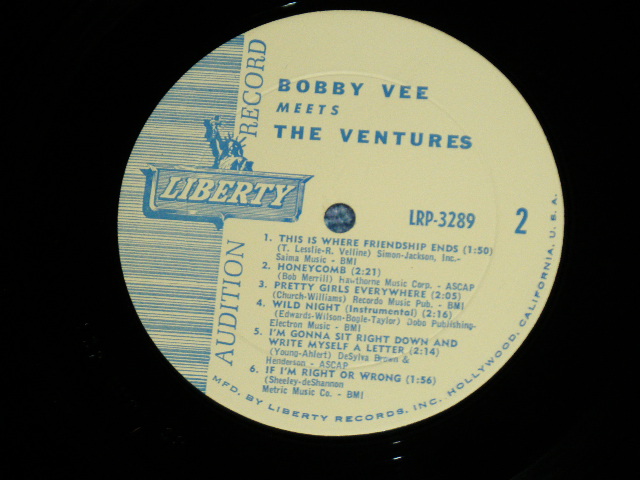 BOBBY VEE
MEETS
THE VENTURES
AUDITION RECORD
LIBERTY
LRP-3289
2
1. THIS IS WHERE FRIENDSHIP ENDS (1:50)
(T. Lesslie-R. Velline) Simon-Jackson, Inc.-
Saima Music - BMI
2. HONEYCOMB (2:21)
(Bob Merrill) Hawthorne Music Corp. - ASCAP
3. PRETTY GIRLS EVERYWHERE (2:05)
(Church-Williams) Recordo Music Pub. - BMI
4. WILD NIGHT (Instrumental) (2:16)
(Edwards-Wilson-Bogle-Taylor) Dobo Publishing-
Electron Music - BMI
5. I'M GONNA SIT RIGHT DOWN AND
WRITE MYSELF A LETTER (2:14)
(Young-Ahlert) DeSylva Brown &
Henderson - ASCAP
6. IF I'M RIGHT OR WRONG (1:56)
(Sheeley-deShannon
Metric Music Co. - BMI
MFD. BY LIBERTY RECORDS, INC. HOLLYWOOD, CALIFORNIA, U.S.A.